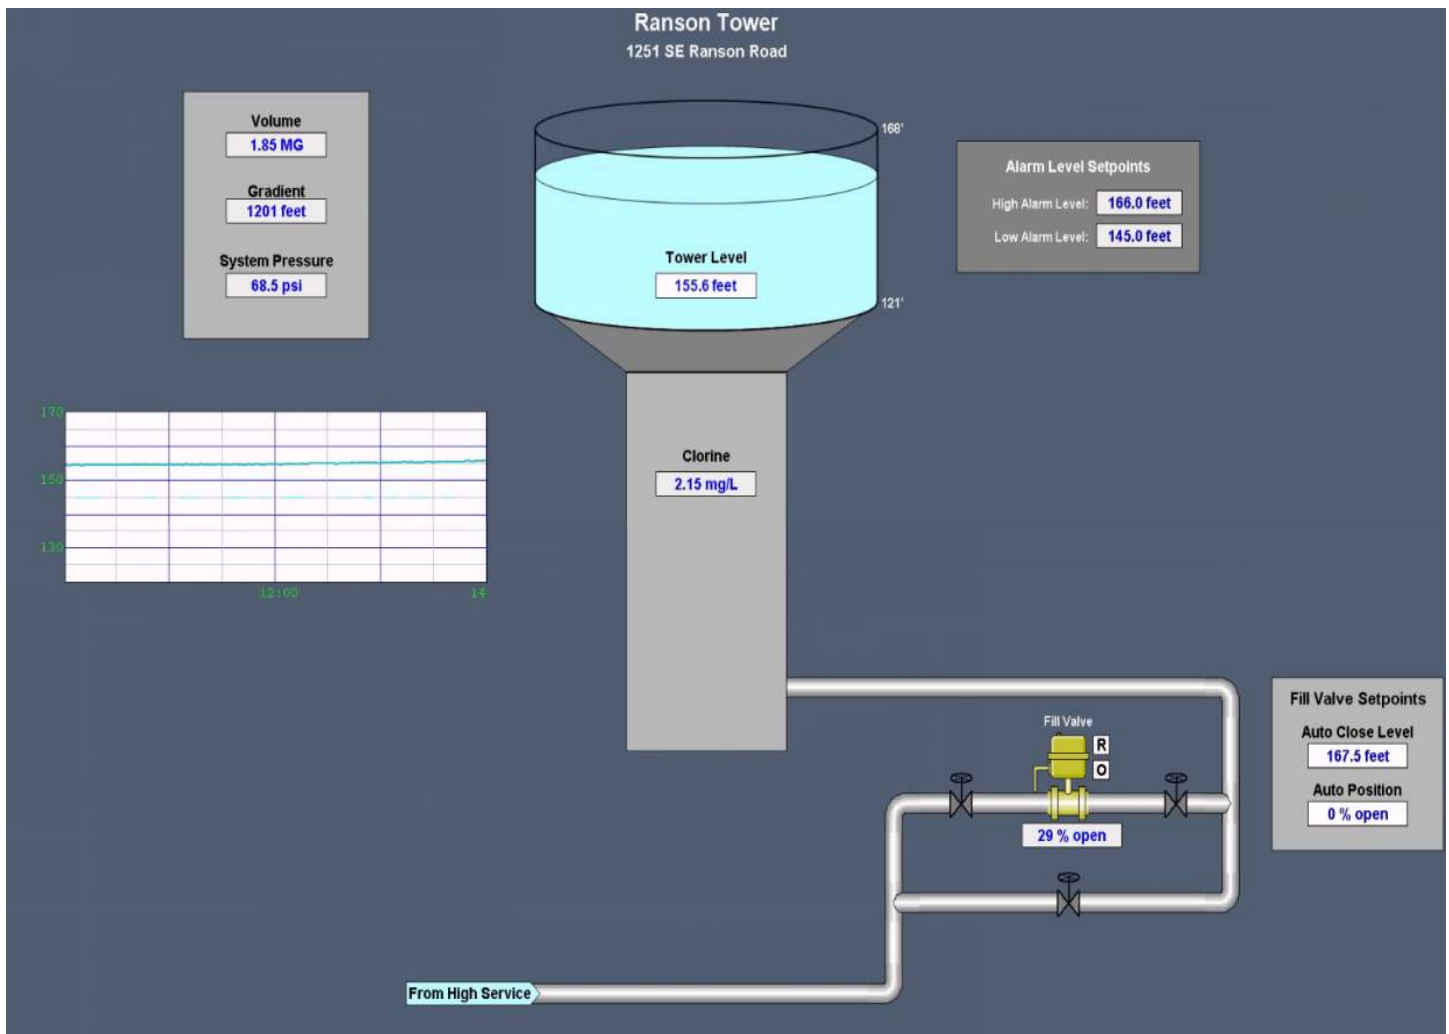 Ranson Tower
1251 SE Ranson Road
Volume
1.85 MG
Gradient
1201 feet
System Pressure
68.5 psi
168'
121'
Tower Level
155.6 feet
Alarm Level Setpoints
High Alarm Level: 166.0 feet
Low Alarm Level: 145.0 feet
170
150
130
12:00
14
Clorine
2.15 mg/L
Fill Valve
R
O
29 % open
Fill Valve Setpoints
Auto Close Level
167.5 feet
Auto Position
0 % open
From High Service